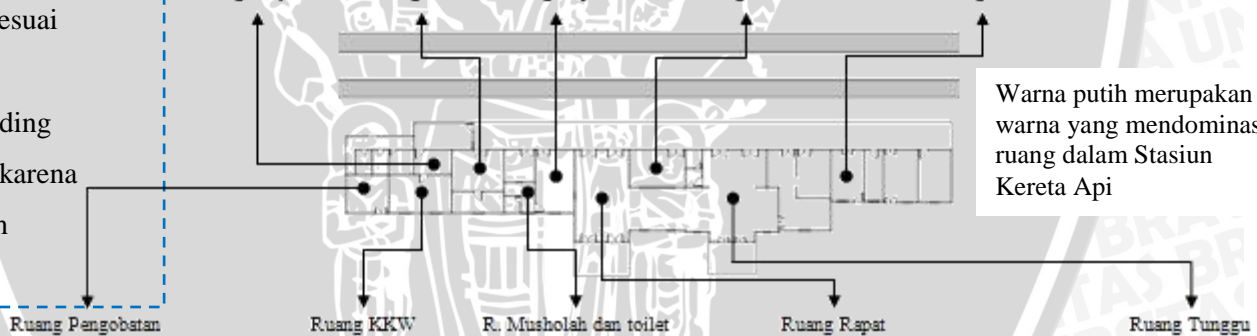 esuai
ding
karena
n
Warna putih merupakan
warna yang mendominas
ruang dalam Stasiun
Kereta Api
Ruang Pengobatan
Ruang KKW
R. Musholah dan toilet
Ruang Rapat
Ruang Tunggu